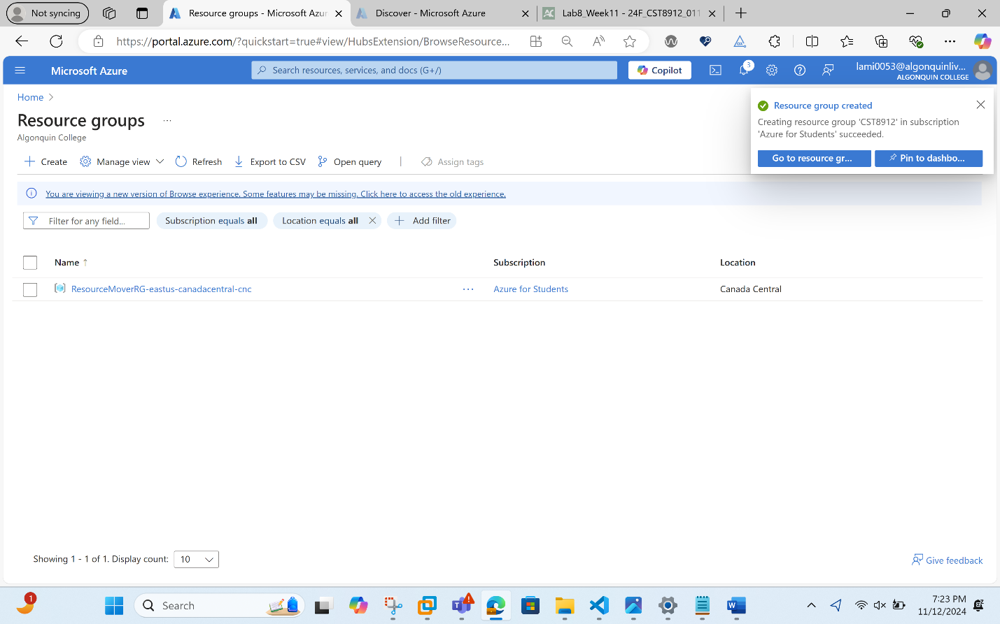 Not syncing
Resource groups - Microsoft Azur
Discover - Microsoft Azure
Lab8_Week11 - 24F_CST8912_011
https://portal.azure.com/?quickstart=true#view/HubsExtension/BrowseResource...
Microsoft Azure
Search resources, services, and docs (G+/)
Copilot
3
lami0053@algonquinliv...
ALGONQUIN COLLEGE
Home
Resource groups
...
Algonquin College
Resource group created
Creating resource group 'CST8912' in subscription
'Azure for Students' succeeded.
Go to resource gr...
Pin to dashbo...
Create
Manage view
Refresh
Export to CSV
Open query
Assign tags
You are viewing a new version of Browse experience. Some features may be missing. Click here to access the old experience.
Filter for any field...
Subscription equals all
Location equals all
Add filter
Name ↑
Subscription
Location
ResourceMoverRG-eastus-canadacentral-cnc
...
Azure for Students
Canada Central
Showing 1 - 1 of 1. Display count:
10
Give feedback
1
Search
7:23 PM
11/12/2024